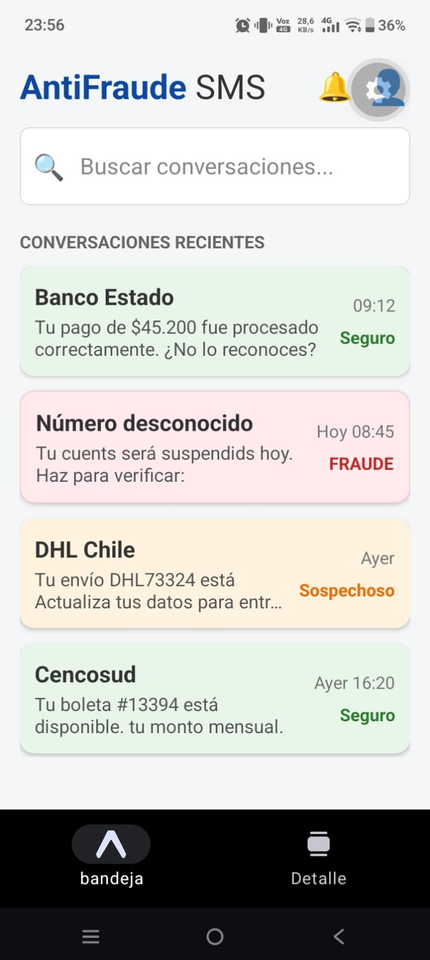 23:56
Voz 4G
28,6 KB/s
4G
36%
AntiFraude SMS
Buscar conversaciones...
CONVERSACIONES RECIENTES
Banco Estado
09:12
Tu pago de $45.200 fue procesado
correctamente. ¿No lo reconoces?
Seguro
Número desconocido
Hoy 08:45
Tu cuents será suspendids hoy.
Haz para verificar:
FRAUDE
DHL Chile
Ayer
Tu envío DHL73324 está
Actualiza tus datos para entr...
Sospechoso
Cencosud
Ayer 16:20
Tu boleta #13394 está
disponible. tu monto mensual.
Seguro
bandeja
Detalle